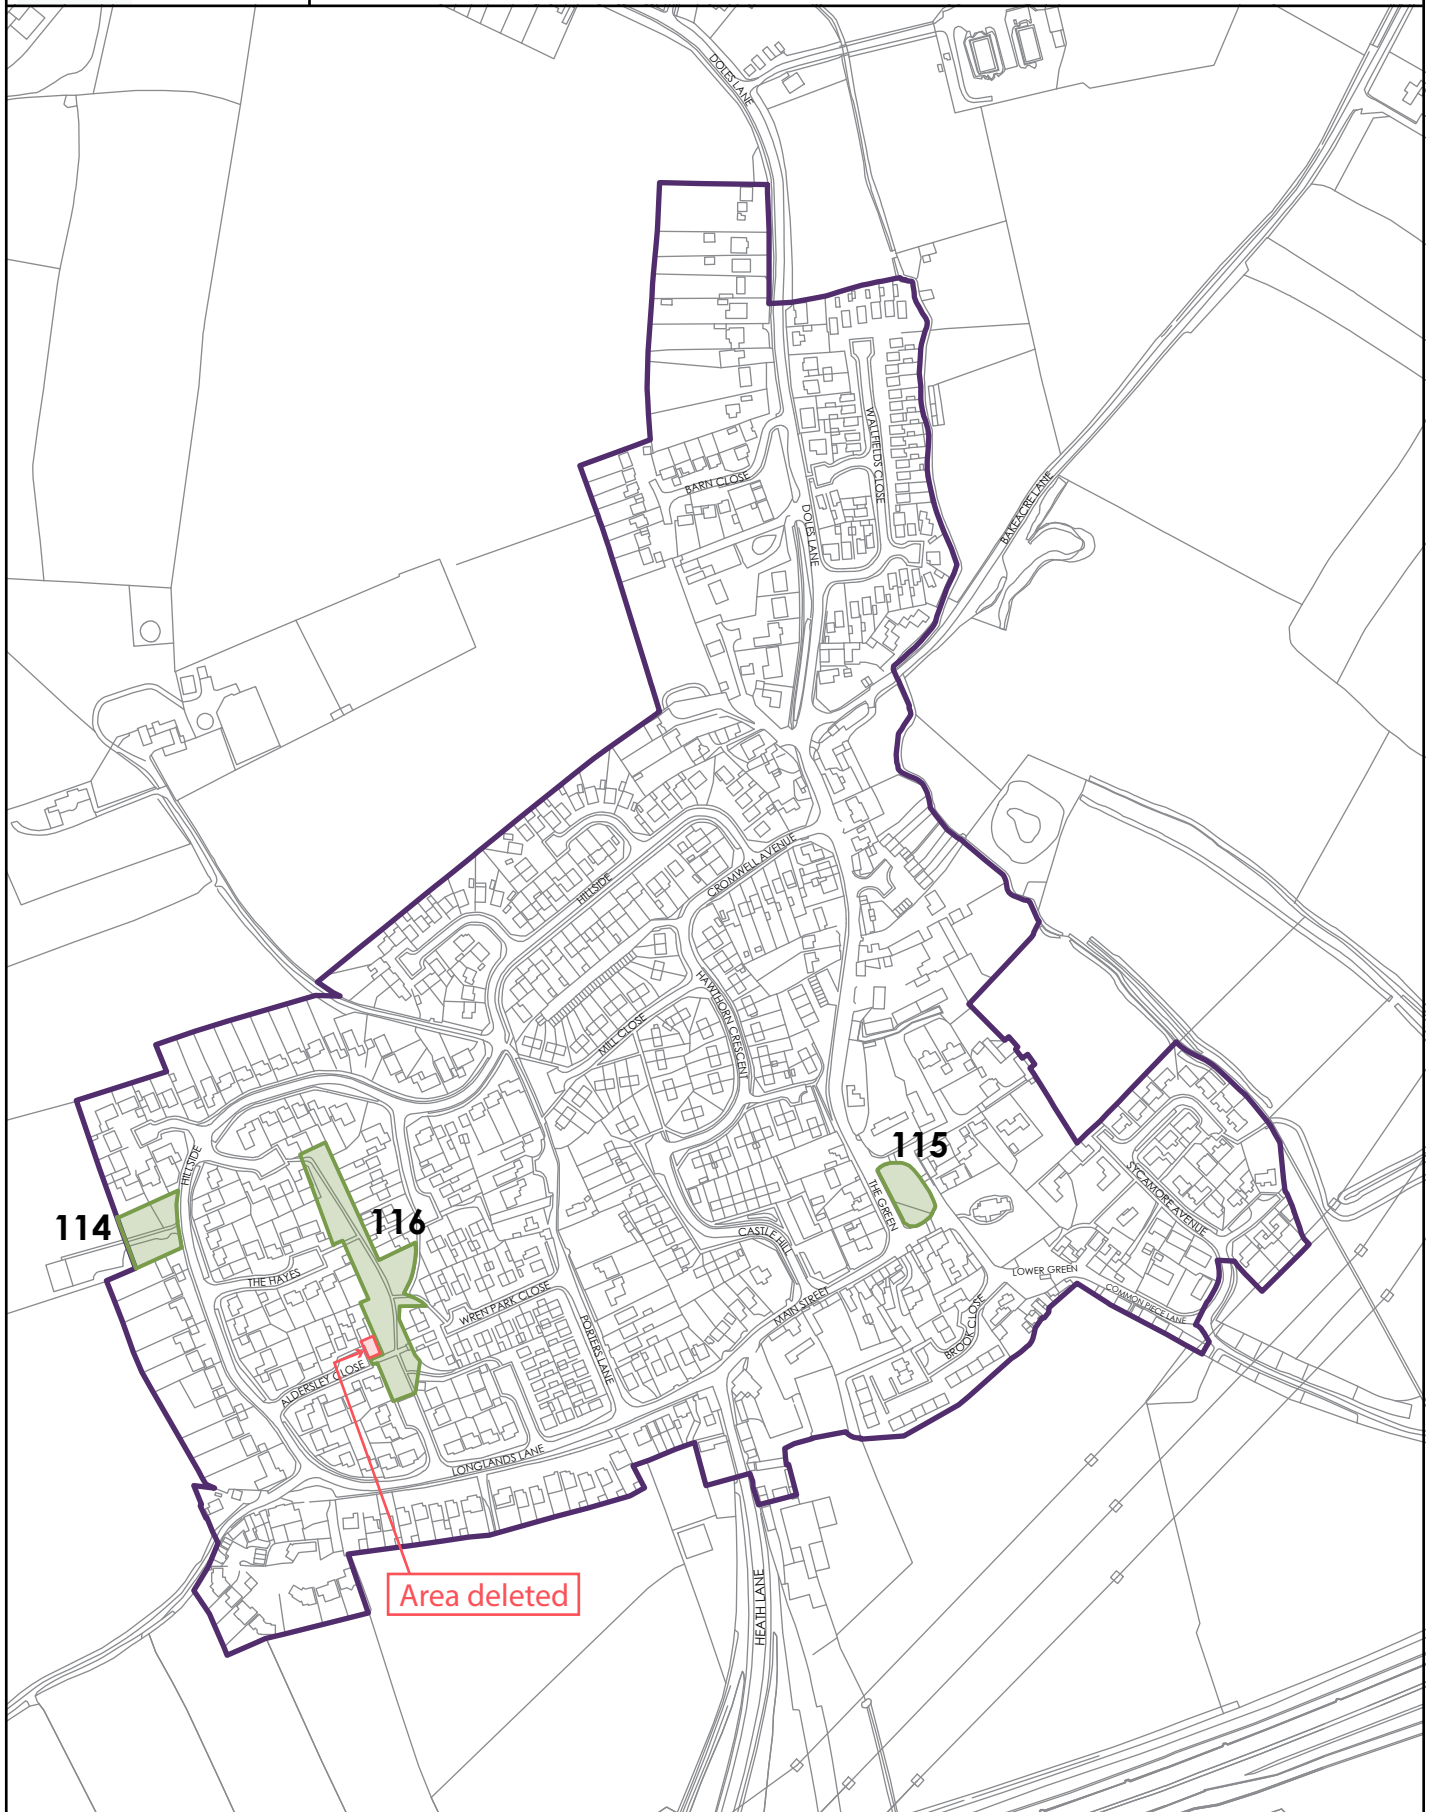 DOLES LANE
WALLFIELDS CLOSE
BARN CLOSE
DOLES LANE
BAKEACRE LANE
CROMWELL AVENUE
HILLSIDE
HAWTHORN CRESCENT
MILL CLOSE
115
HILLSIDE
SYCAMORE AVENUE
THE GREEN
116
114
CASTLE HILL
LOWER GREEN
THE HAYES
COMMON PIECE LANE
WREN PARK CLOSE
MAIN STREET
BROOK CLOSE
PORTERS LANE
ALDERSLEY CLOSE
LONGLANDS LANE
Area deleted
HEATH LANE